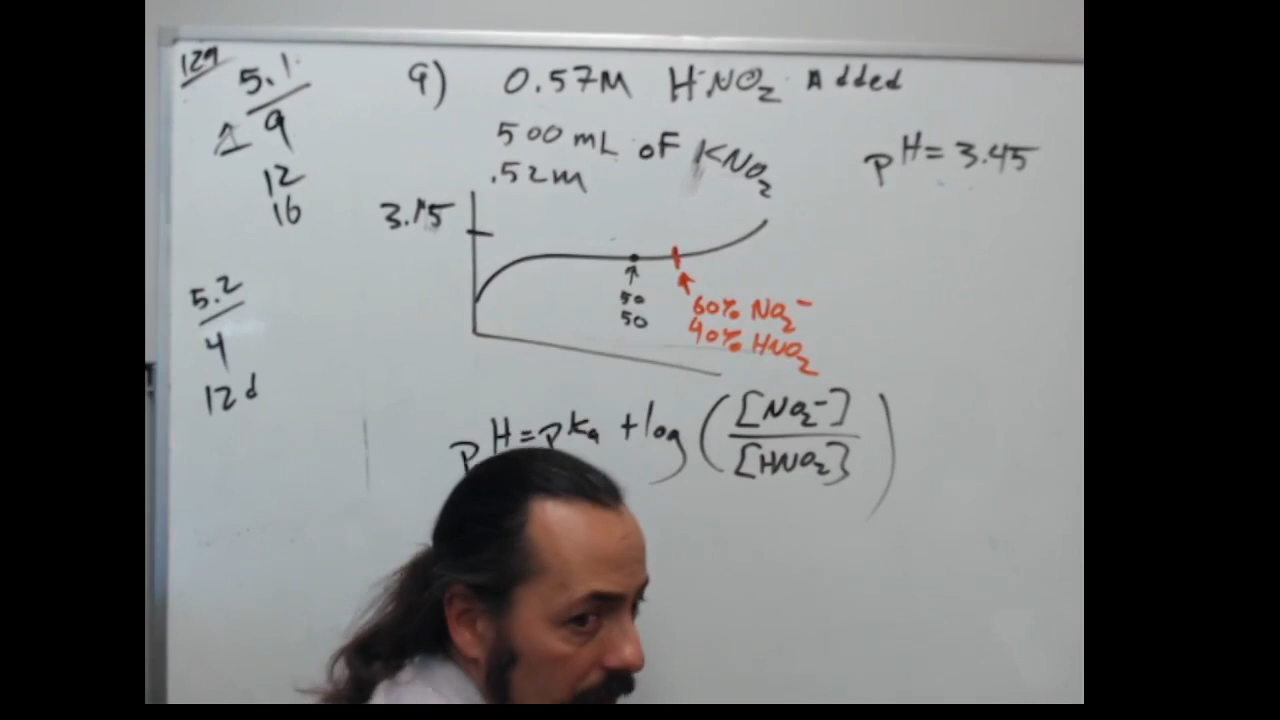 129
5.1
9
12
16
5.2
4
12d
9) 0.57M HNO2 Added
500 mL of KNO2
.52m
pH = 3.45
3.15
50
50
60% NO2-
40% HNO2
pH = pKa + log ([NO2-] / [HNO2])